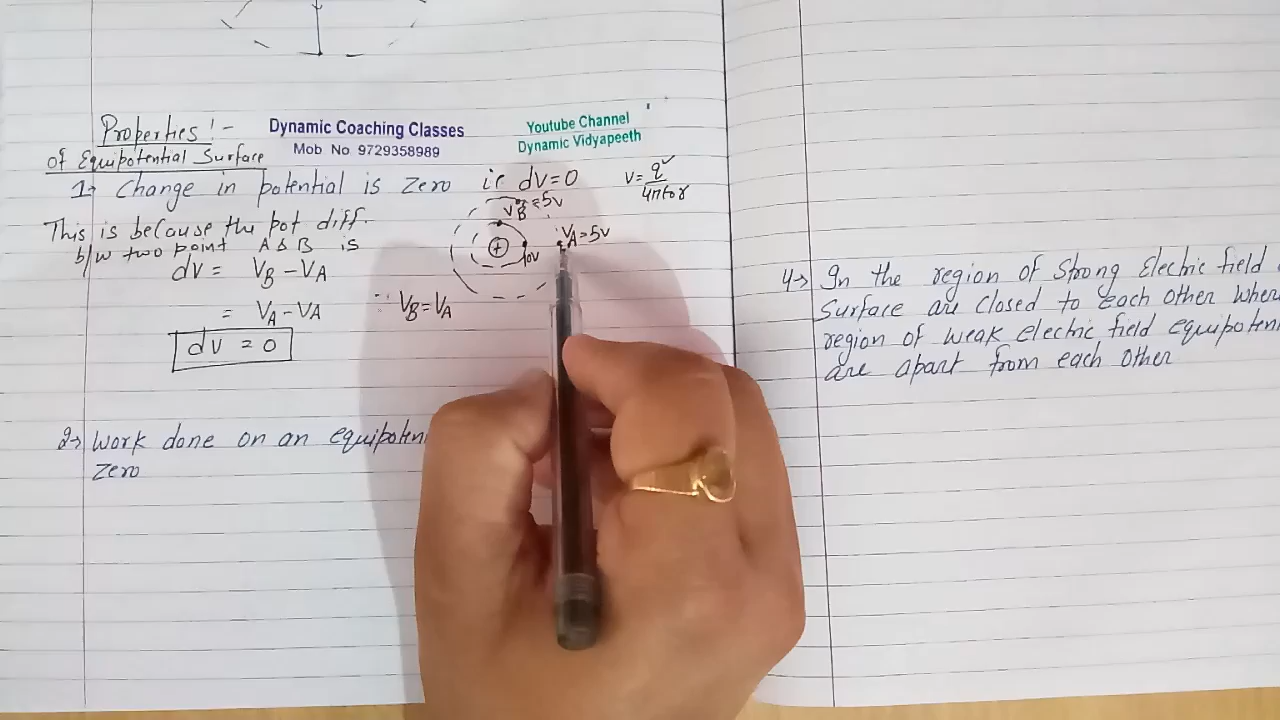 Properties!-
Dynamic Coaching Classes
Mob No 9729358989
Youtube Channel
Dynamic Vidyapeeth
of Equipotential Surface
1→ Change in potential is Zero ie dv=0
V=q/4πϵ0r
This is because the pot diff.
b/w two point A & B is
VB=5v
VA=5v
10v
dv = VB-VA
= VA-VA ∵ VB=VA
dv = 0
2→ Work done on an equipoten
Zero
4→ In the region of Strong Electric field
Surface are Closed to each other wher
region of weak electric field equipoten
are apart from each other